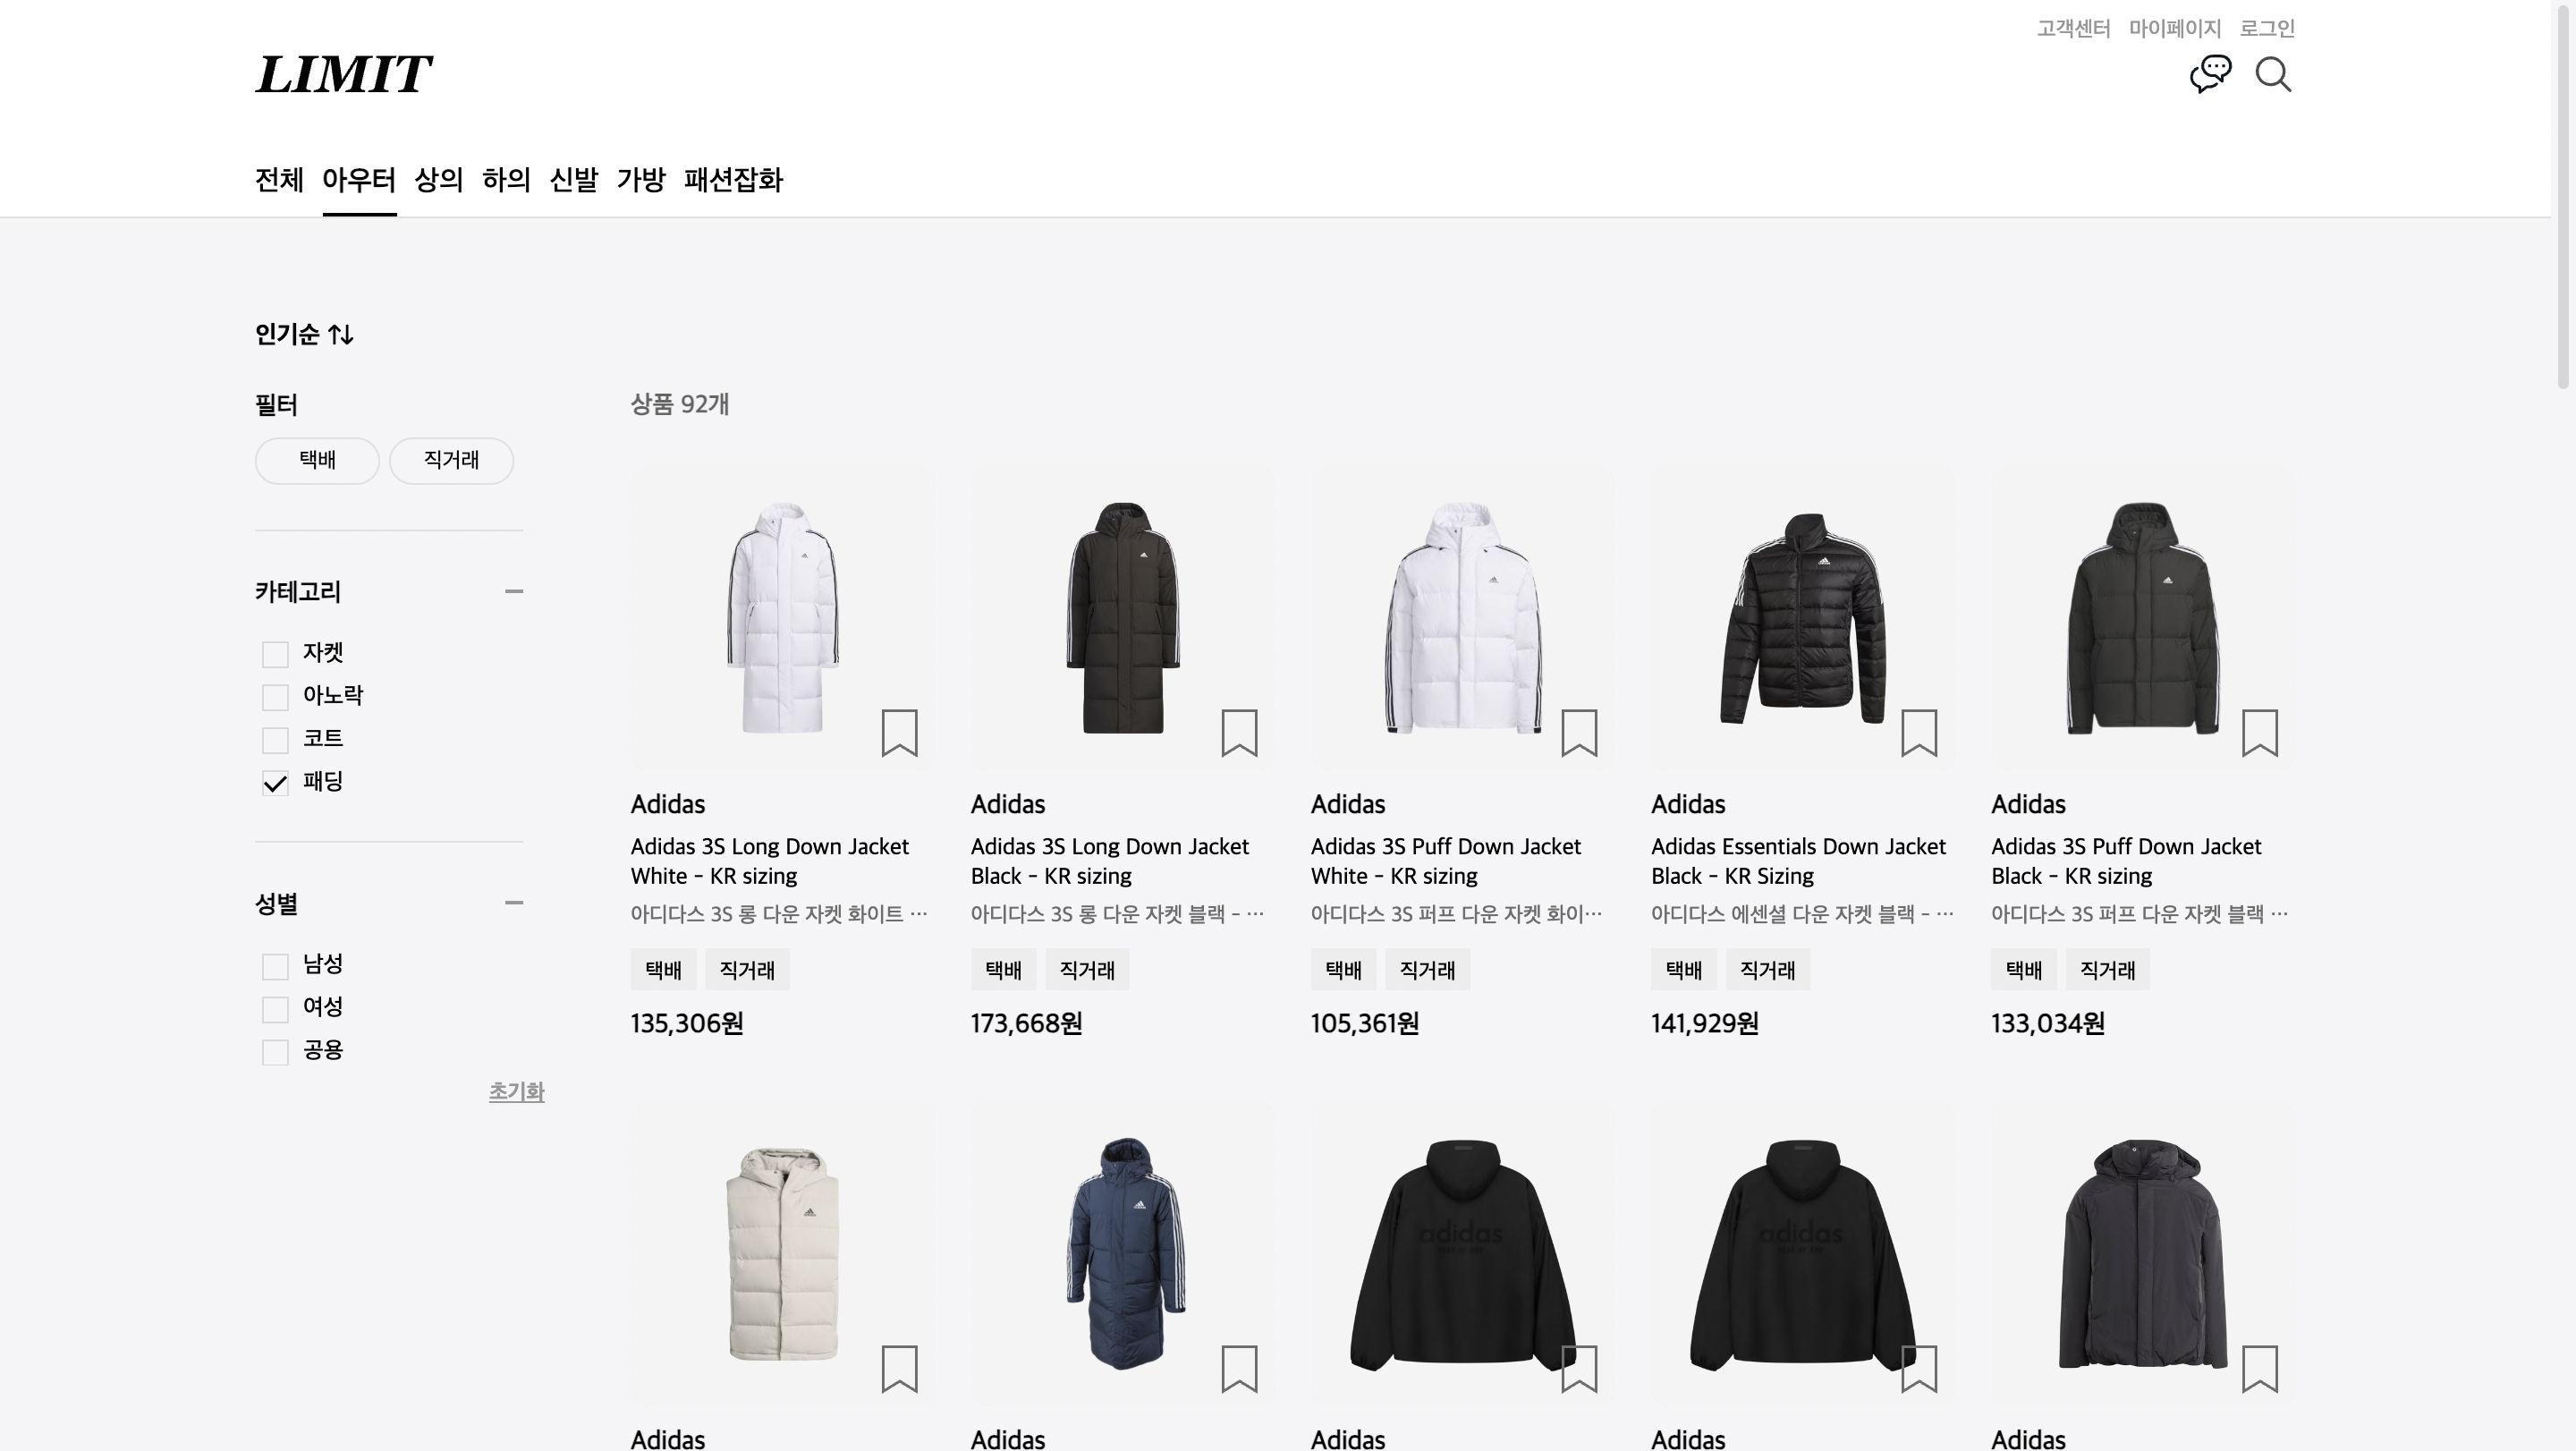 고객센터 마이페이지 로그인
LIMIT
전체 아우터 상의 하의 신발 가방 패션잡화
인기순
필터
택배 직거래
카테고리
자켓
아노락
코트
패딩
성별
남성
여성
공용
초기화
상품 92개
Adidas
Adidas 3S Long Down Jacket
White - KR sizing
아디다스 3S 롱 다운 자켓 화이트 ...
택배 직거래
135,306원
Adidas
Adidas 3S Long Down Jacket
Black - KR sizing
아디다스 3S 롱 다운 자켓 블랙 - ...
택배 직거래
173,668원
Adidas
Adidas 3S Puff Down Jacket
White - KR sizing
아디다스 3S 퍼프 다운 자켓 화이...
택배 직거래
105,361원
Adidas
Adidas Essentials Down Jacket
Black - KR Sizing
아디다스 에센셜 다운 자켓 블랙 - ...
택배 직거래
141,929원
Adidas
Adidas 3S Puff Down Jacket
Black - KR sizing
아디다스 3S 퍼프 다운 자켓 블랙 ...
택배 직거래
133,034원
Adidas
Adidas
adidas
Adidas
adidas
Adidas
Adidas